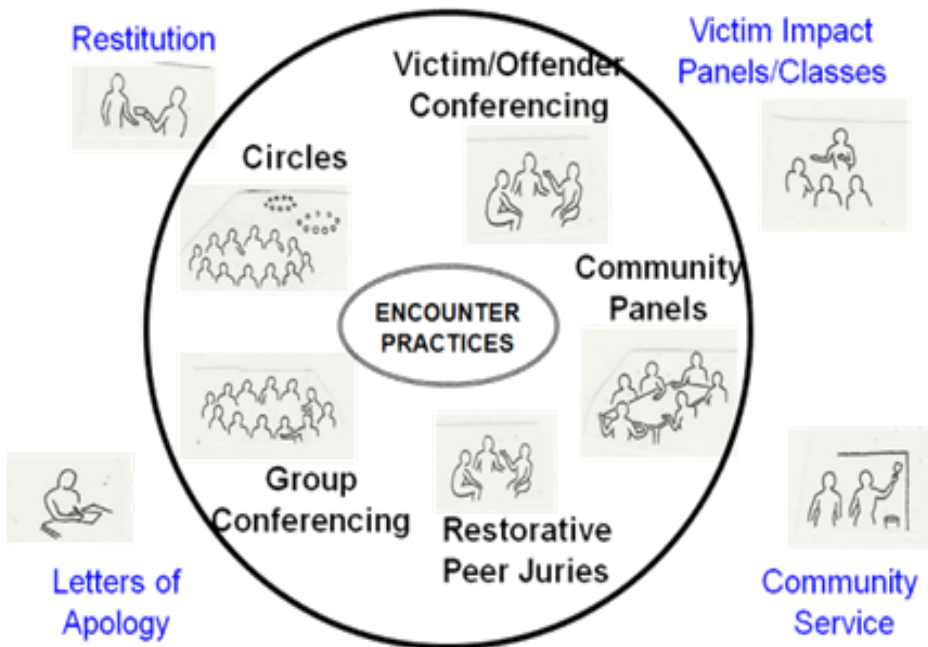 Restitution
Victim/Offender
Conferencing
Victim Impact
Panels/Classes
Circles
ENCOUNTER
PRACTICES
Community
Panels
Group
Conferencing
Restorative
Peer Juries
Letters of
Apology
Community
Service